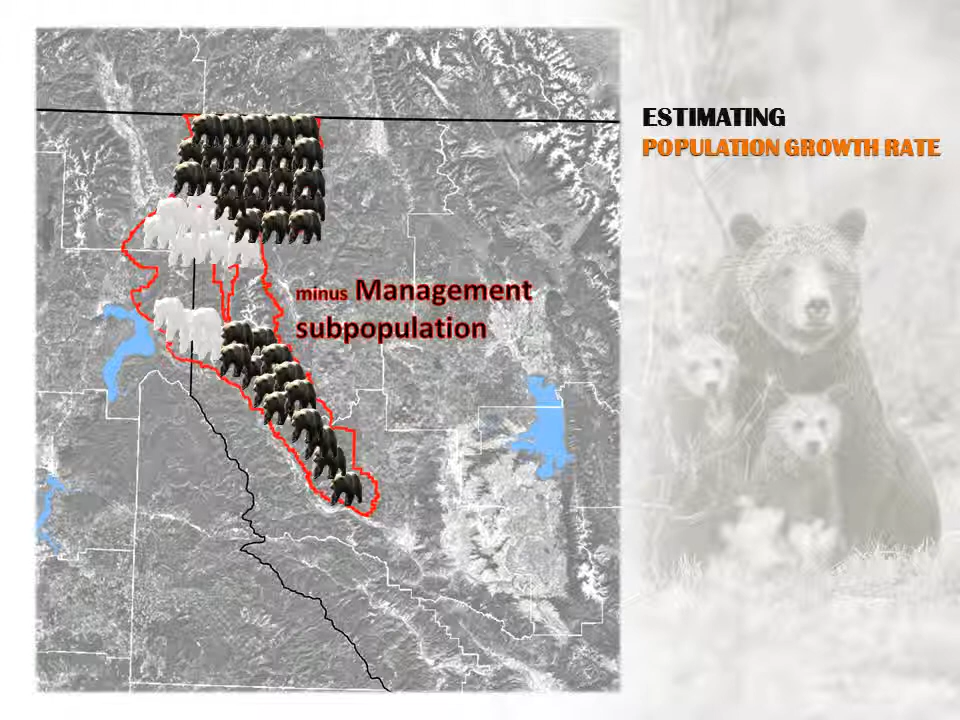 ESTIMATING
POPULATION GROWTH RATE
minus Management
subpopulation